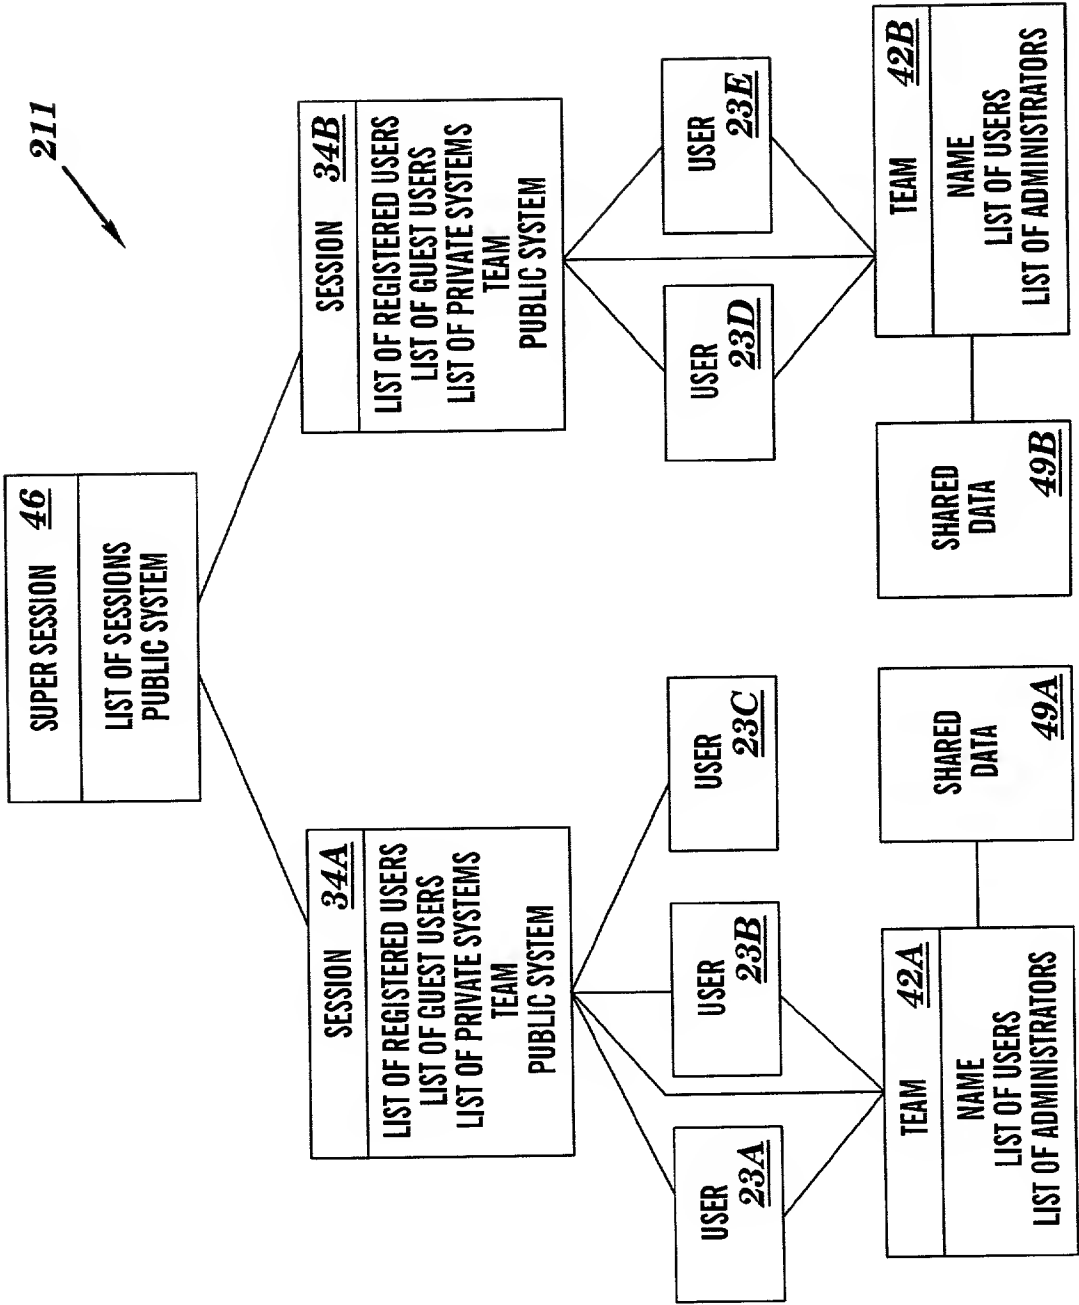 211
SUPER SESSION 46
LIST OF SESSIONS
PUBLIC SYSTEM
SESSION 34A
LIST OF REGISTERED USERS
LIST OF GUEST USERS
LIST OF PRIVATE SYSTEMS
TEAM
PUBLIC SYSTEM
SESSION 34B
LIST OF REGISTERED USERS
LIST OF GUEST USERS
LIST OF PRIVATE SYSTEMS
TEAM
PUBLIC SYSTEM
USER
23A
USER
23B
USER
23C
USER
23D
USER
23E
TEAM 42A
NAME
LIST OF USERS
LIST OF ADMINISTRATORS
SHARED
DATA
49A
SHARED
DATA
49B
TEAM 42B
NAME
LIST OF USERS
LIST OF ADMINISTRATORS